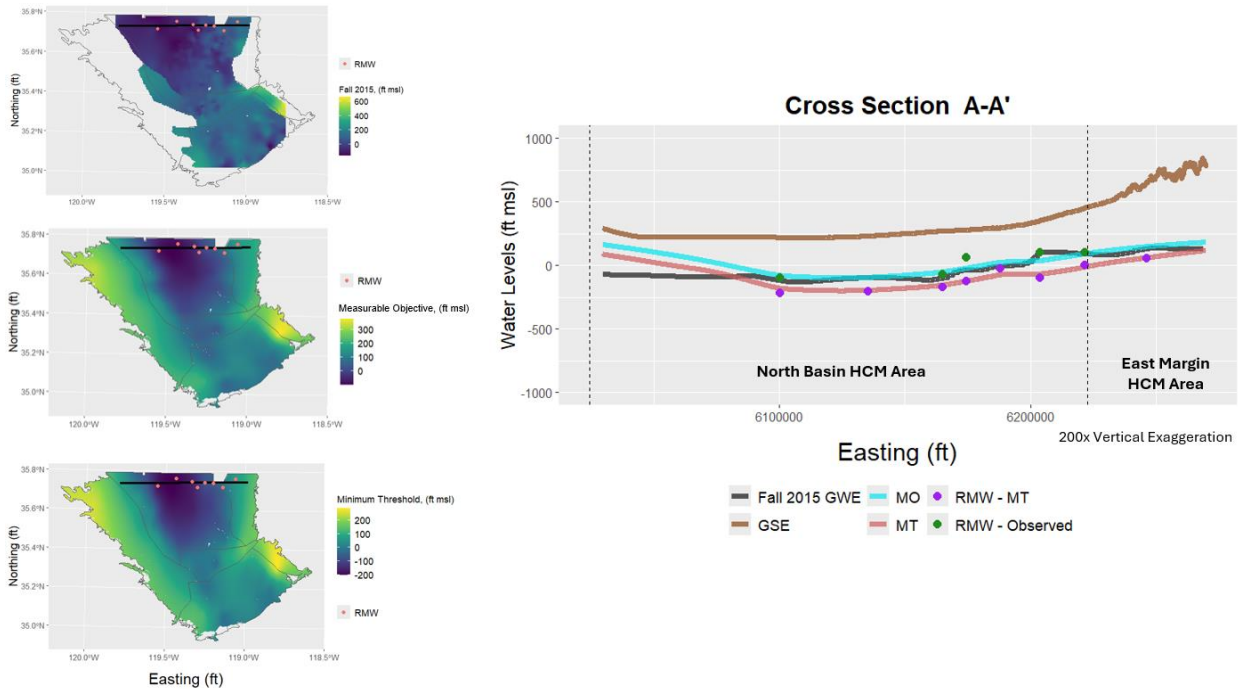 35.8°N
35.6°N
35.4°N
35.2°N
35.0°N
Northing (ft)
120.0°W 119.5°W 119.0°W 118.5°W
RMW
Fall 2015, (ft msl)
600
400
200
0
35.8°N
35.6°N
35.4°N
35.2°N
35.0°N
Northing (ft)
120.0°W 119.5°W 119.0°W 118.5°W
RMW
Measurable Objective, (ft msl)
300
200
100
0
35.8°N
35.6°N
35.4°N
35.2°N
35.0°N
Northing (ft)
120.0°W 119.5°W 119.0°W 118.5°W
Easting (ft)
Minimum Threshold, (ft msl)
200
100
0
-100
-200
RMW
Cross Section A-A'
1000
500
0
-500
-1000
Water Levels (ft msl)
North Basin HCM Area
East Margin
HCM Area
6100000 6200000
200x Vertical Exaggeration
Easting (ft)
Fall 2015 GWE MO RMW - MT
GSE MT RMW - Observed